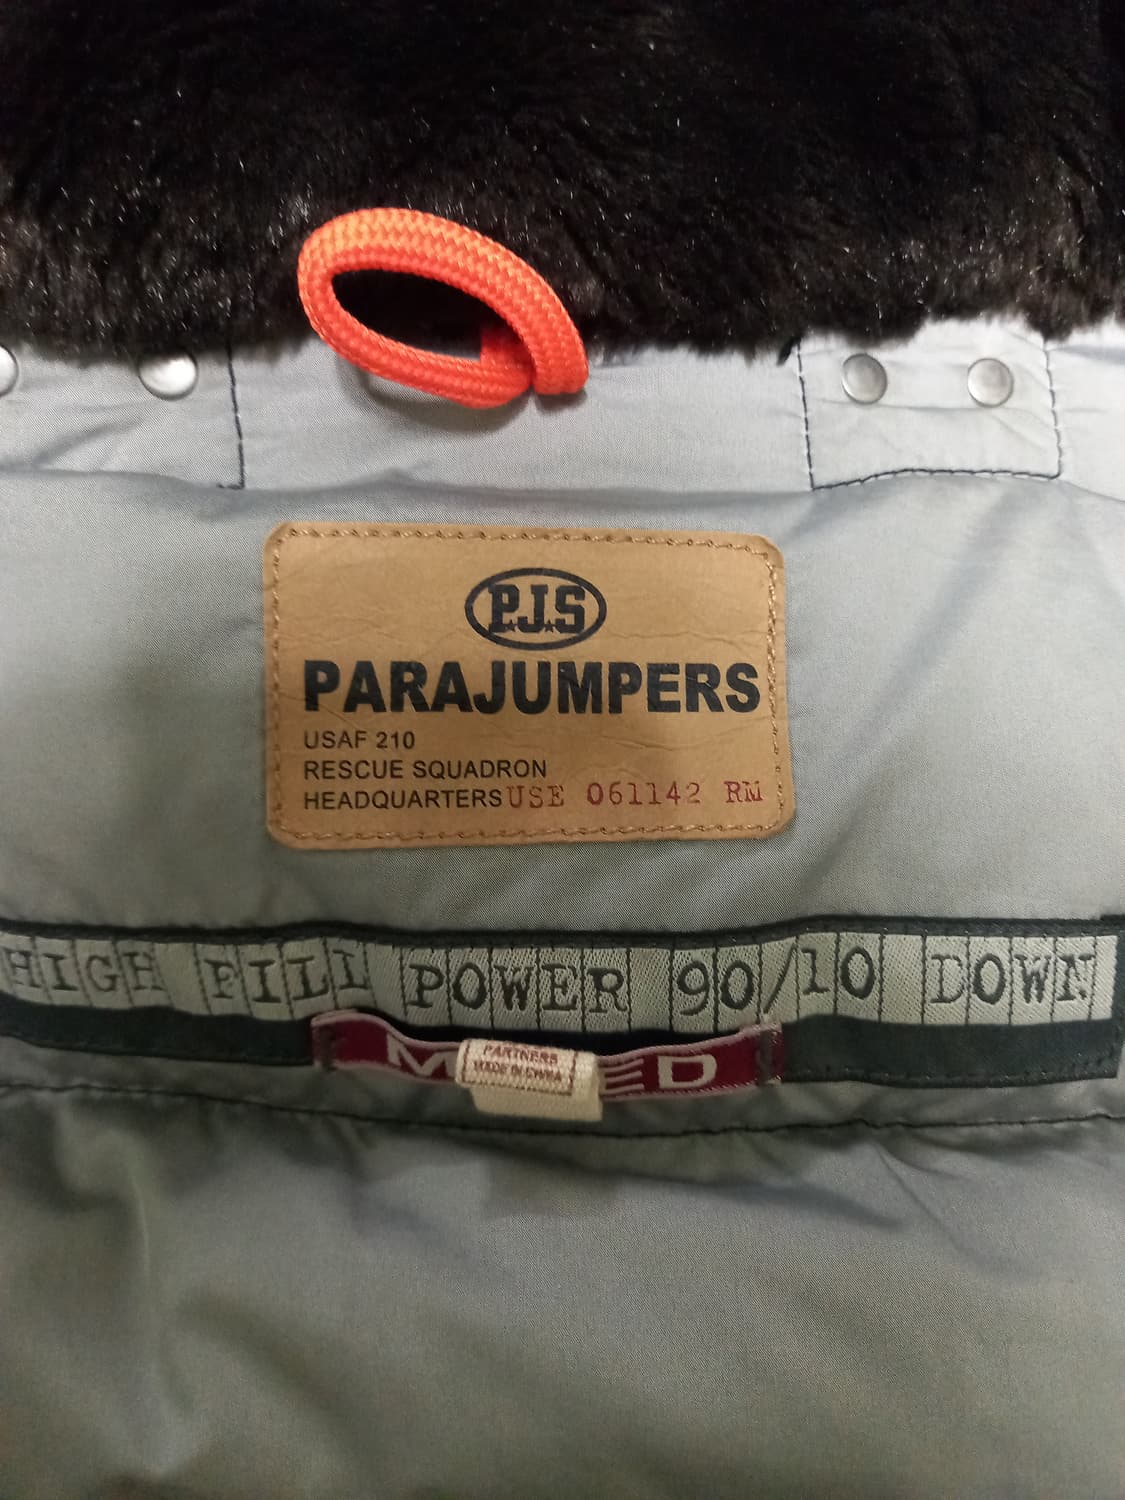 P.J.S
PARAJUMPERS
USAF 210
RESCUE SQUADRON
HEADQUARTERS USE 061142 RM
HIGH FILL POWER 90/10 DOWN
PARTNERS
MADE IN CHINA